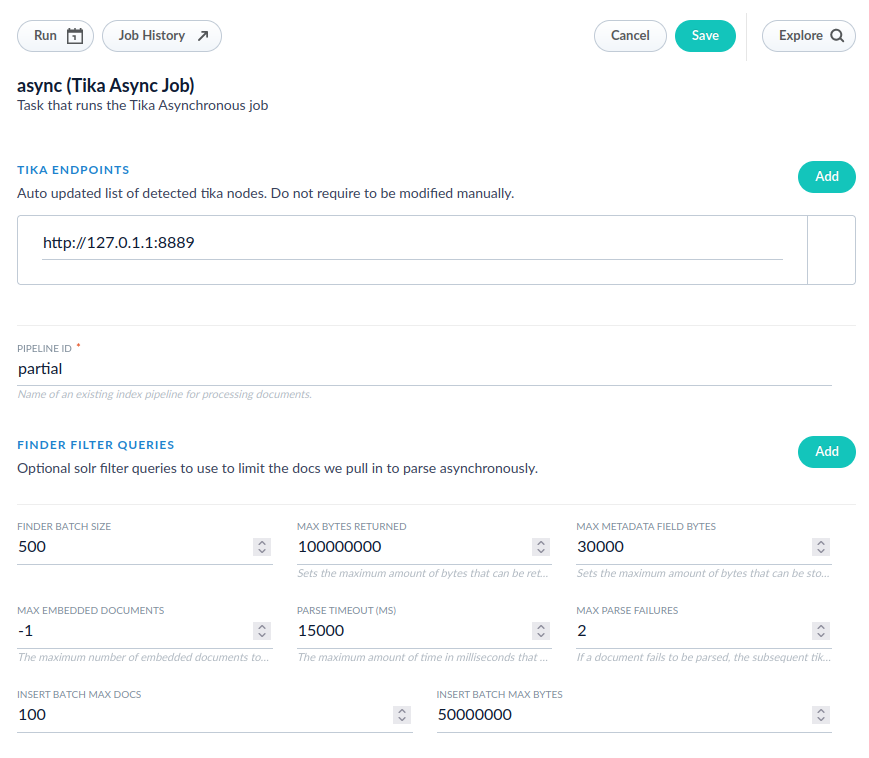 Run 1 Job History Cancel Save Explore
async (Tika Async Job)
Task that runs the Tika Asynchronous job
TIKA ENDPOINTS Add
Auto updated list of detected tika nodes. Do not require to be modified manually.
http://127.0.1.1:8889
PIPELINE ID *
partial
Name of an existing index pipeline for processing documents.
FINDER FILTER QUERIES Add
Optional solr filter queries to use to limit the docs we pull in to parse asynchronously.
FINDER BATCH SIZE MAX BYTES RETURNED MAX METADATA FIELD BYTES
500 100000000 30000
Sets the maximum amount of bytes that can be ret... Sets the maximum amount of bytes that can be sto...
MAX EMBEDDED DOCUMENTS PARSE TIMEOUT (MS) MAX PARSE FAILURES
-1 15000 2
The maximum number of embedded documents to... The maximum amount of time in milliseconds that ... If a document fails to be parsed, the subsequent tik...
INSERT BATCH MAX DOCS INSERT BATCH MAX BYTES
100 50000000